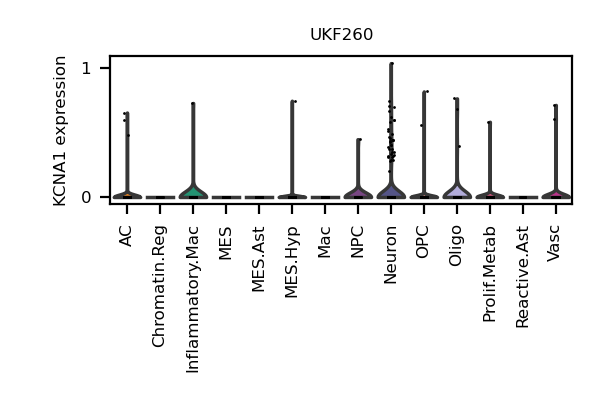 UKF260
KCNA1 expression
1
0
AC
Chromatin.Reg
Inflammatory.Mac
MES
MES.Ast
MES.Hyp
Mac
NPC
Neuron
OPC
Oligo
Prolif.Metab
Reactive.Ast
Vasc